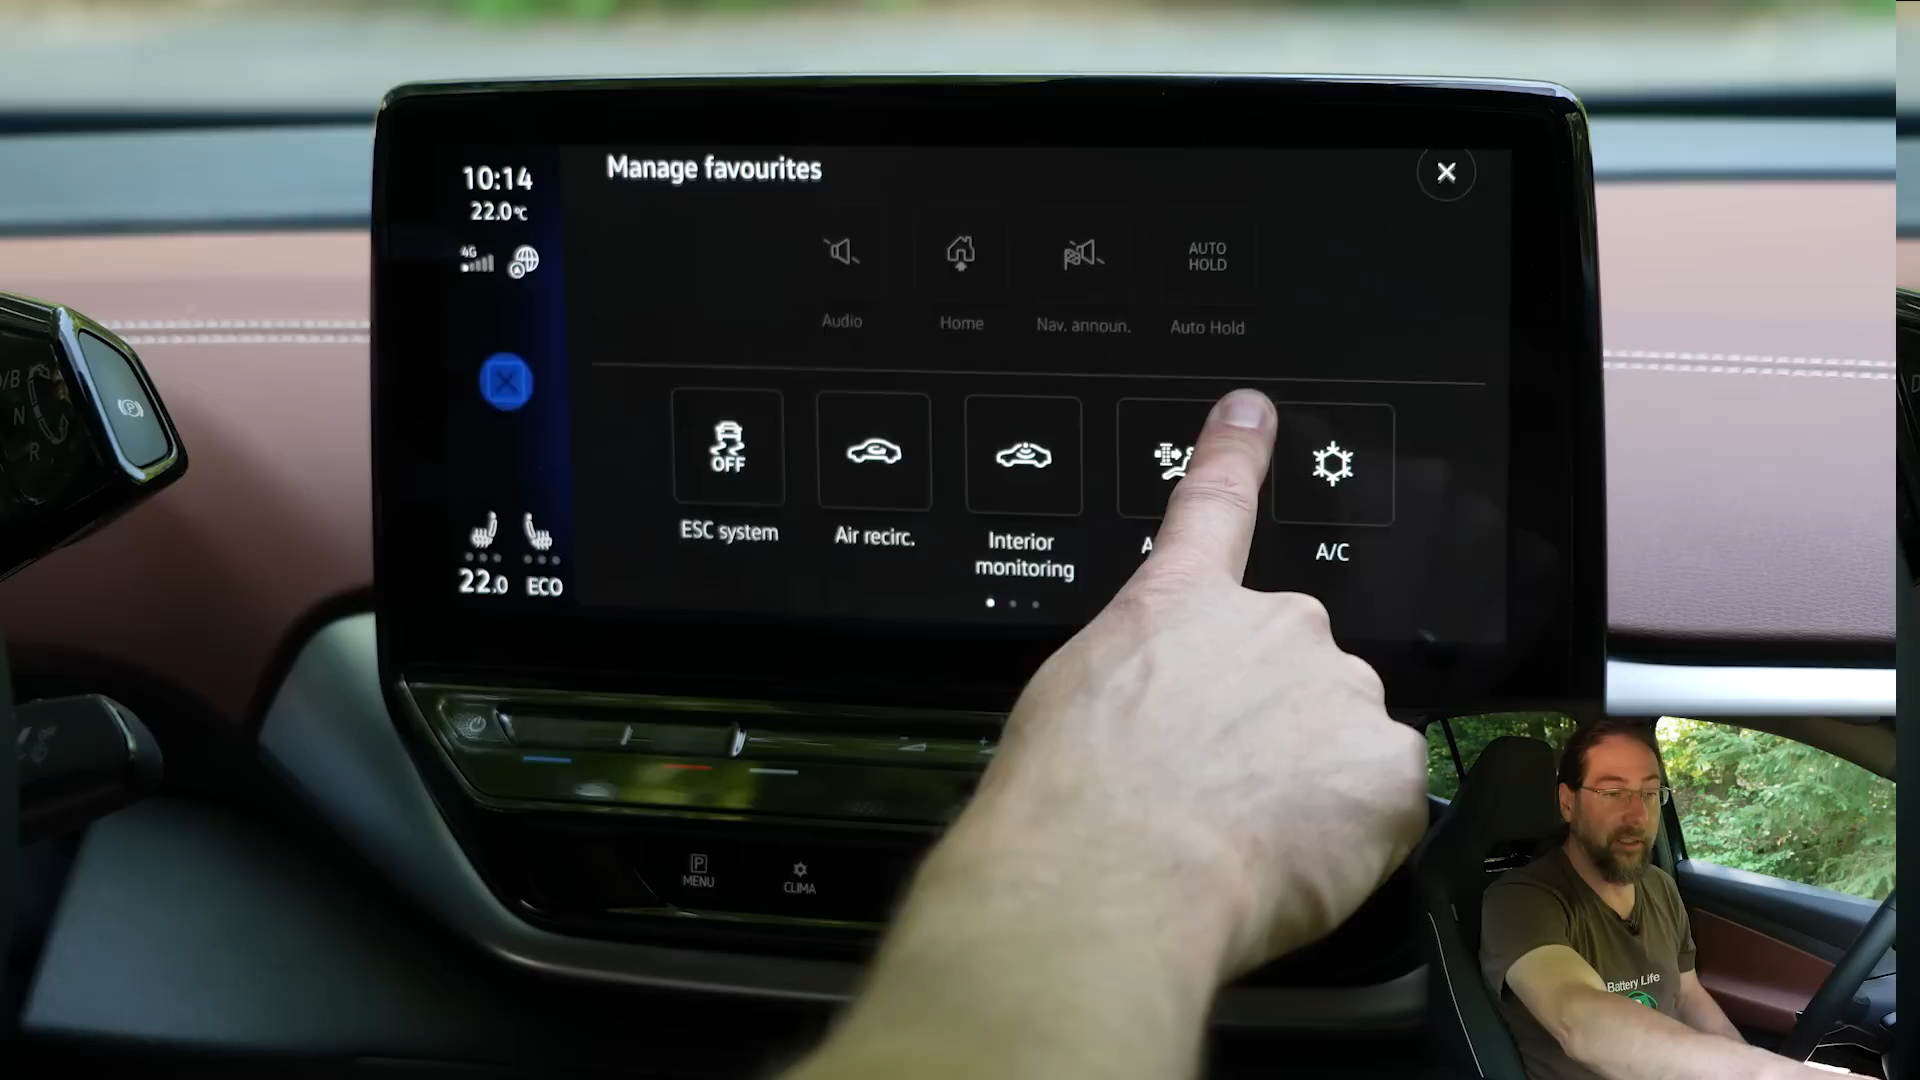 Manage favourites
10:14
22.0°C
4G
AUTO
HOLD
Audio
Home
Nav. announ.
Auto Hold
OFF
ESC system
Air recirc.
Interior
monitoring
A/C
22.0
ECO
D/B
N
R
P
P
MENU
CLIMA
Battery Life